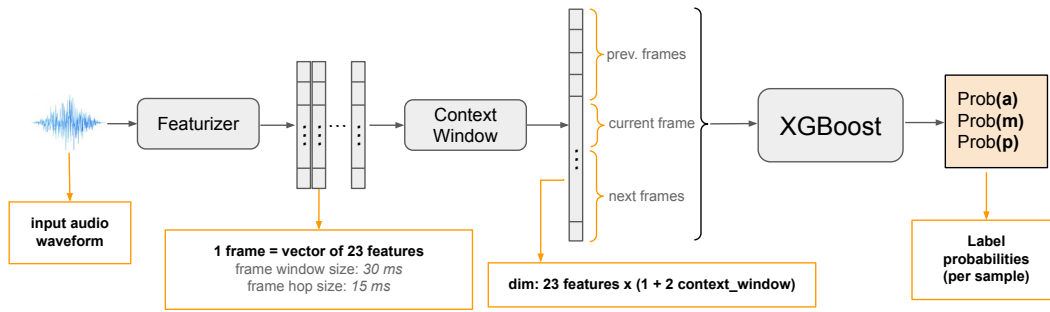 Featurizer
Context
Window
prev. frames
current frame
next frames
XGBoost
Prob(a)
Prob(m)
Prob(p)
input audio
waveform
1 frame = vector of 23 features
frame window size: 30 ms
frame hop size: 15 ms
dim: 23 features x (1 + 2 context_window)
Label
probabilities
(per sample)